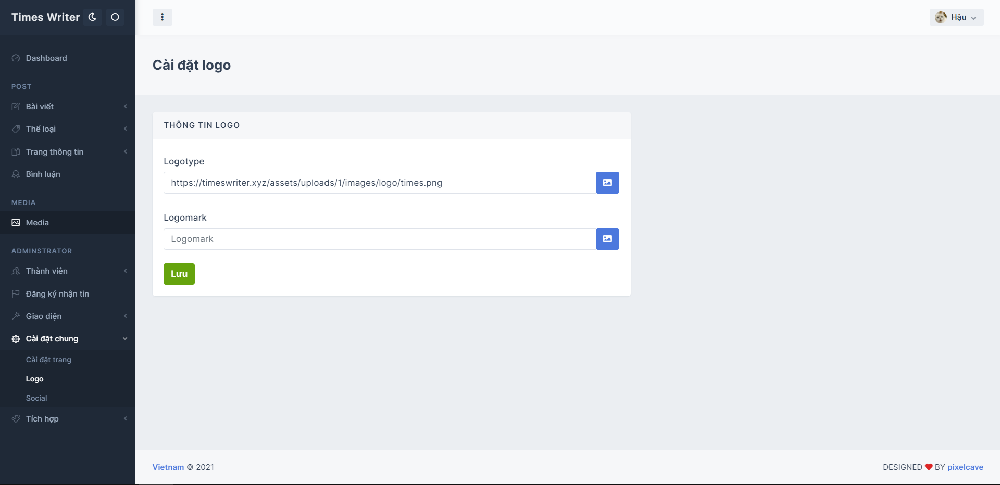 Times Writer
Dashboard
POST
Bài viết
Thể loại
Trang thông tin
Bình luận
MEDIA
Media
ADMINSTRATOR
Thành viên
Đăng ký nhận tin
Giao diện
Cài đặt chung
Cài đặt trang
Logo
Social
Tích hợp
Hậu
Cài đặt logo
THÔNG TIN LOGO
Logotype
https://timeswriter.xyz/assets/uploads/1/images/logo/times.png
Logomark
Logomark
Lưu
Vietnam © 2021
DESIGNED ❤ BY pixelcave